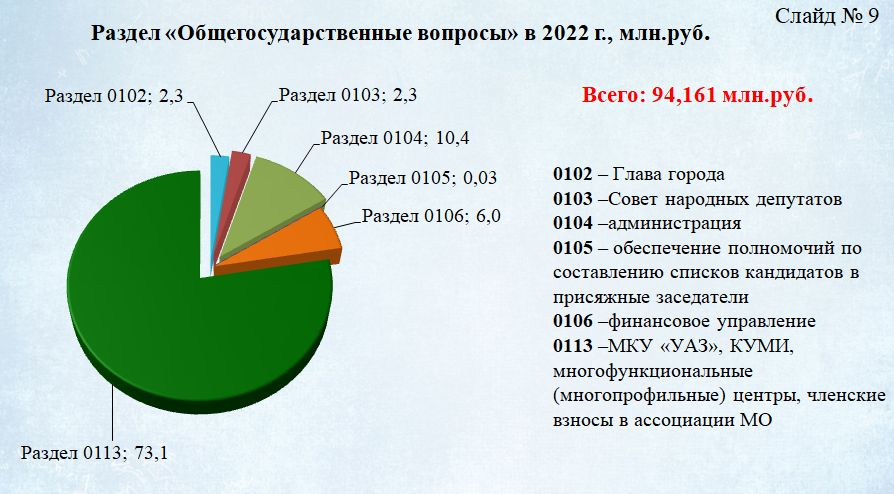 Слайд № 9
Раздел «Общегосударственные вопросы» в 2022 г., млн.руб.
Всего: 94,161 млн.руб.
Раздел 0102; 2,3
Раздел 0103; 2,3
Раздел 0104; 10,4
Раздел 0105; 0,03
Раздел 0106; 6,0
Раздел 0113; 73,1
0102 – Глава города
0103 –Совет народных депутатов
0104 –администрация
0105 – обеспечение полномочий по
составлению списков кандидатов в
присяжные заседатели
0106 –финансовое управление
0113 –МКУ «УАЗ», КУМИ,
многофункциональные
(многопрофильные) центры, членские
взносы в ассоциации МО